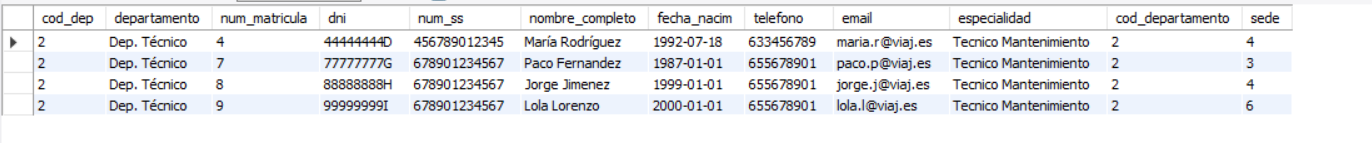 cod_dep departamento num_matricula dni num_ss nombre_completo fecha_nacim telefono email especialidad cod_departamento sede
2 Dep. Técnico 4 44444444D 456789012345 María Rodríguez 1992-07-18 633456789 maria.r@viaj.es Tecnico Mantenimiento 2 4
2 Dep. Técnico 7 77777777G 678901234567 Paco Fernandez 1987-01-01 655678901 paco.p@viaj.es Tecnico Mantenimiento 2 3
2 Dep. Técnico 8 88888888H 678901234567 Jorge Jimenez 1999-01-01 655678901 jorge.j@viaj.es Tecnico Mantenimiento 2 4
2 Dep. Técnico 9 99999999I 678901234567 Lola Lorenzo 2000-01-01 655678901 lola.l@viaj.es Tecnico Mantenimiento 2 6